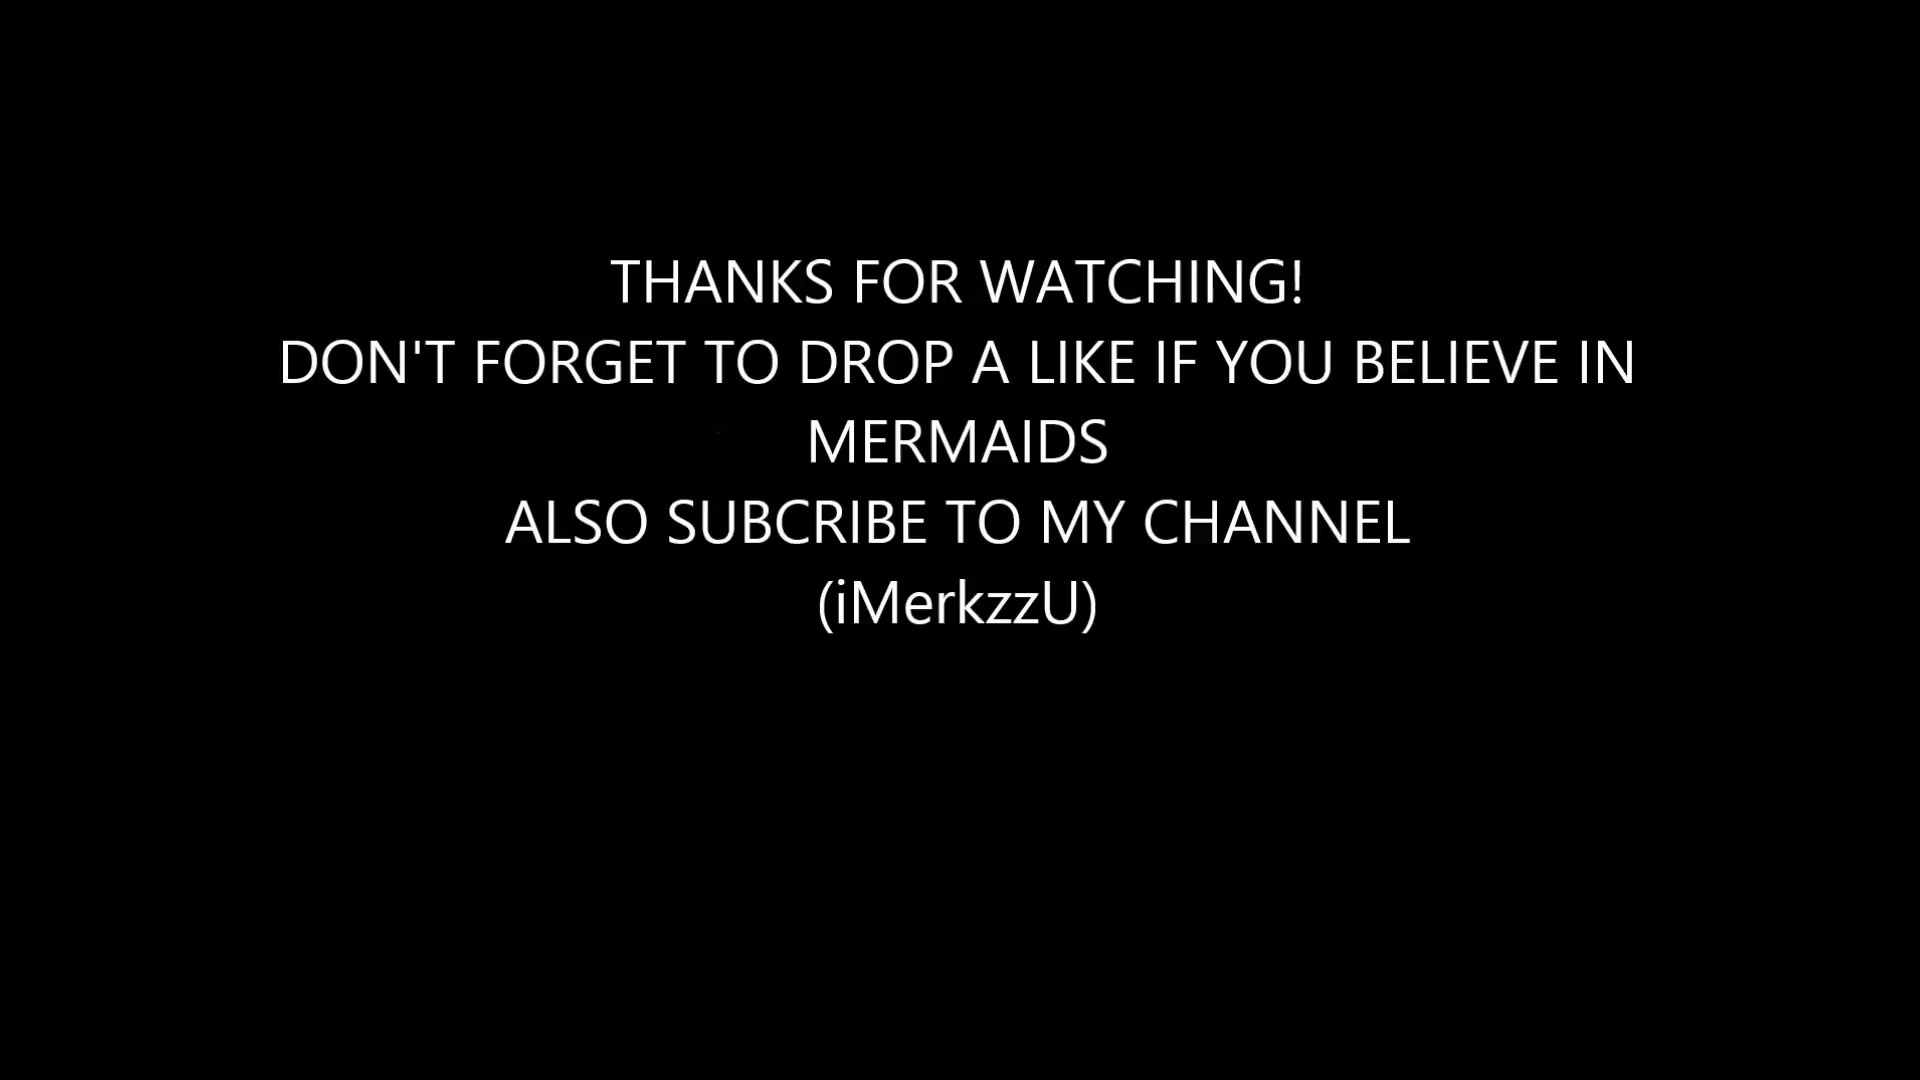 THANKS FOR WATCHING!
DON'T FORGET TO DROP A LIKE IF YOU BELIEVE IN
MERMAIDS
ALSO SUBCRIBE TO MY CHANNEL
(iMerkzzU)